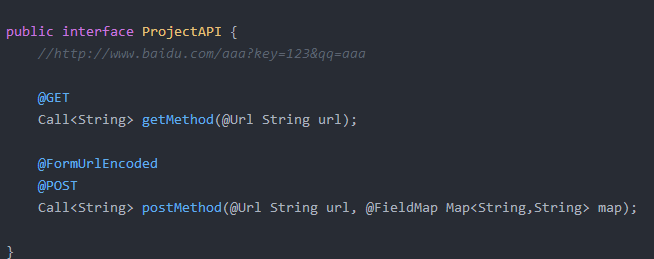 public interface ProjectAPI {
//http://www.baidu.com/aaa?key=123&qq=aaa
@GET
Call<String> getMethod(@Url String url);
@FormUrlEncoded
@POST
Call<String> postMethod(@Url String url, @FieldMap Map<String,String> map);
}